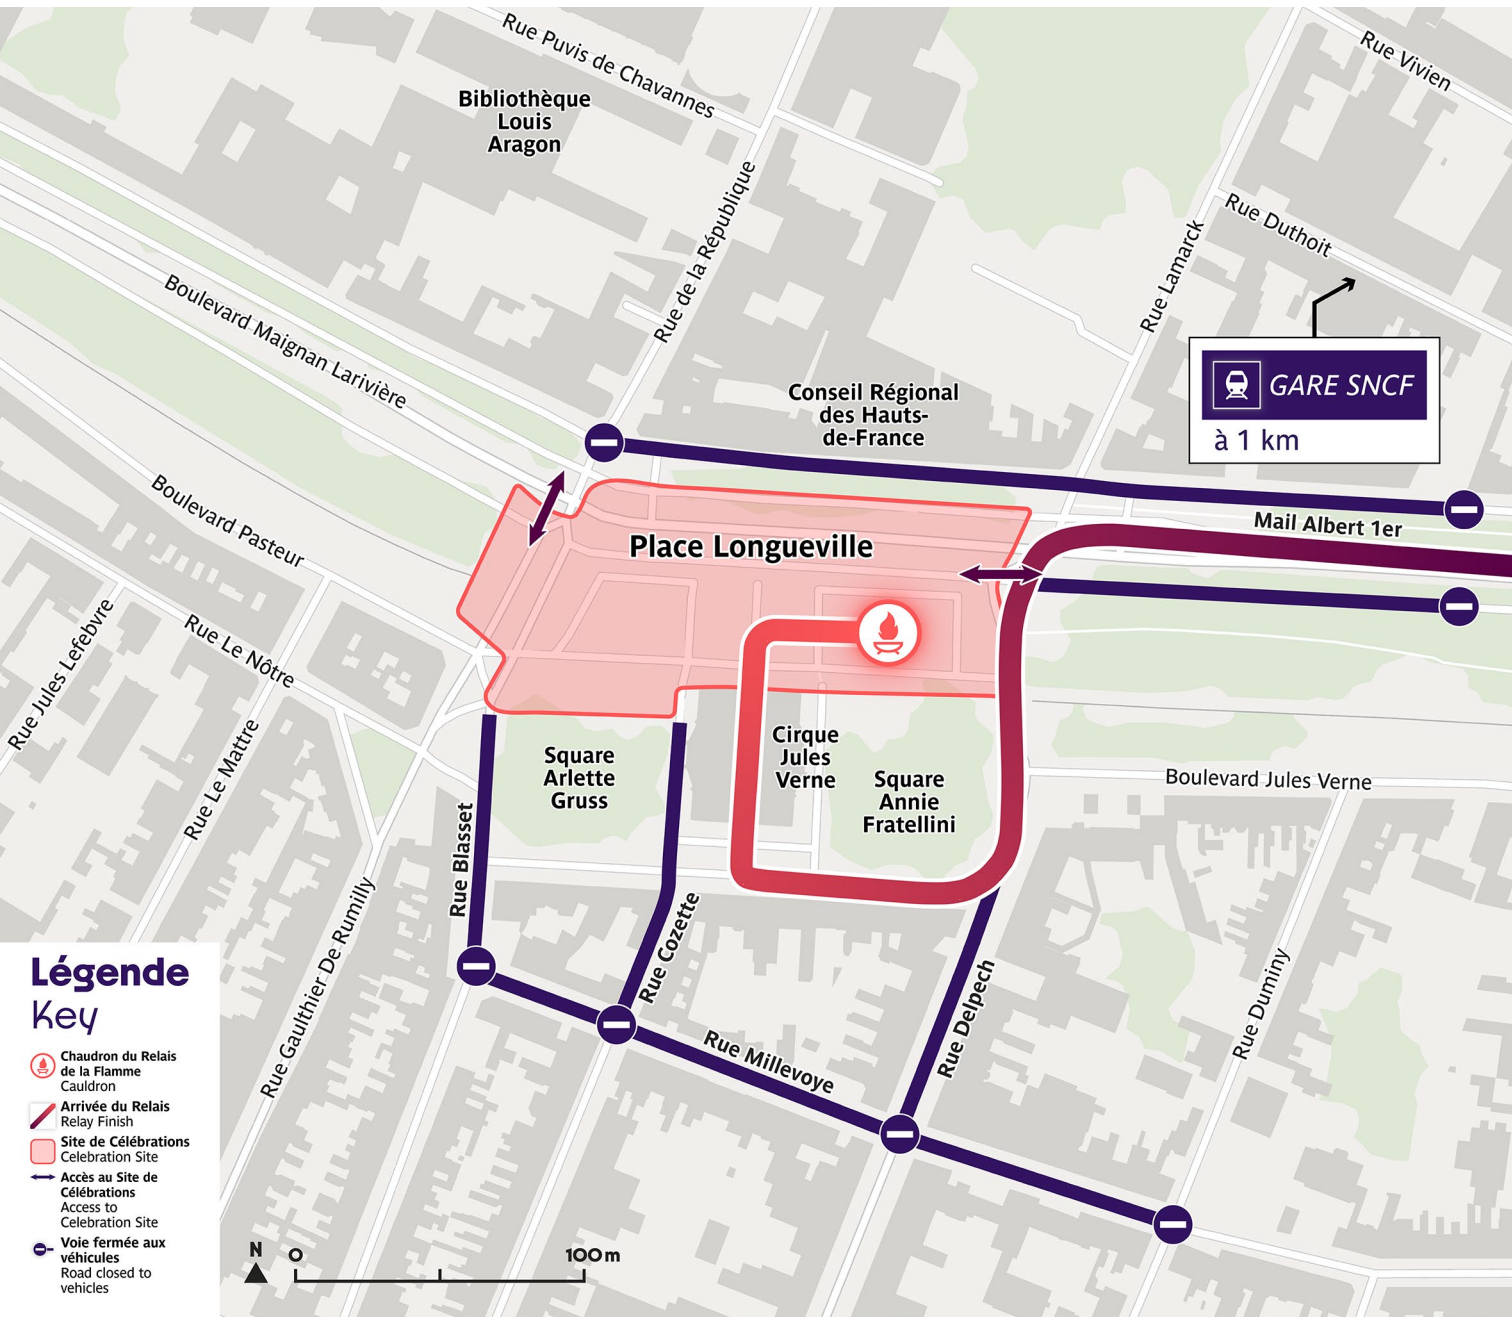 Rue Puvis de Chavannes
Rue Vivien
Bibliothèque
Louis
Aragon
Rue de la République
Rue Duthoit
Rue Lamarck
Boulevard Maignan Larivière
GARE SNCF
à 1 km
Conseil Régional
des Hauts-
de-France
Boulevard Pasteur
Mail Albert 1er
Place Longueville
Rue Jules Lefebvre
Rue Le Nôtre
Rue Le Mattre
Square
Arlette
Gruss
Cirque
Jules
Verne
Square
Annie
Fratellini
Boulevard Jules Verne
Rue Blasset
Rue Cozette
Rue Gaulthier De Rumilly
Rue Delpech
Rue Duminy
Rue Millevoye
Légende
Key
Chaudron du Relais
de la Flamme
Cauldron
Arrivée du Relais
Relay Finish
Site de Célébrations
Celebration Site
Accès au Site de
Célébrations
Access to
Celebration Site
Voie fermée aux
véhicules
Road closed to
vehicles
N
0
100m